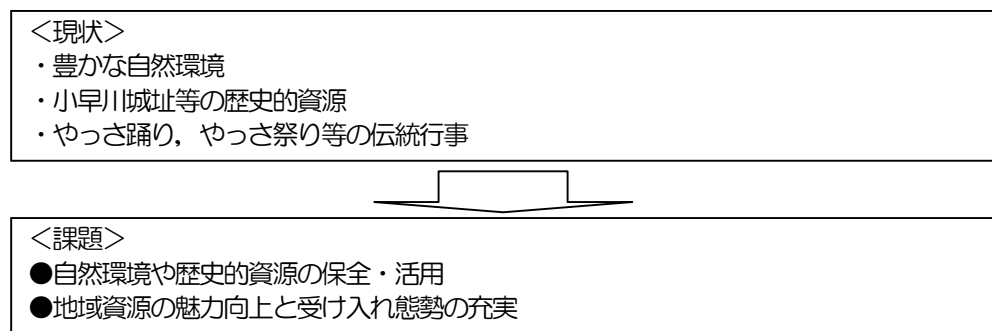 ＜現状＞
・豊かな自然環境
・小早川城址等の歴史的資源
・やっさ踊り，やっさ祭り等の伝統行事
＜課題＞
●自然環境や歴史的資源の保全・活用
●地域資源の魅力向上と受け入れ態勢の充実